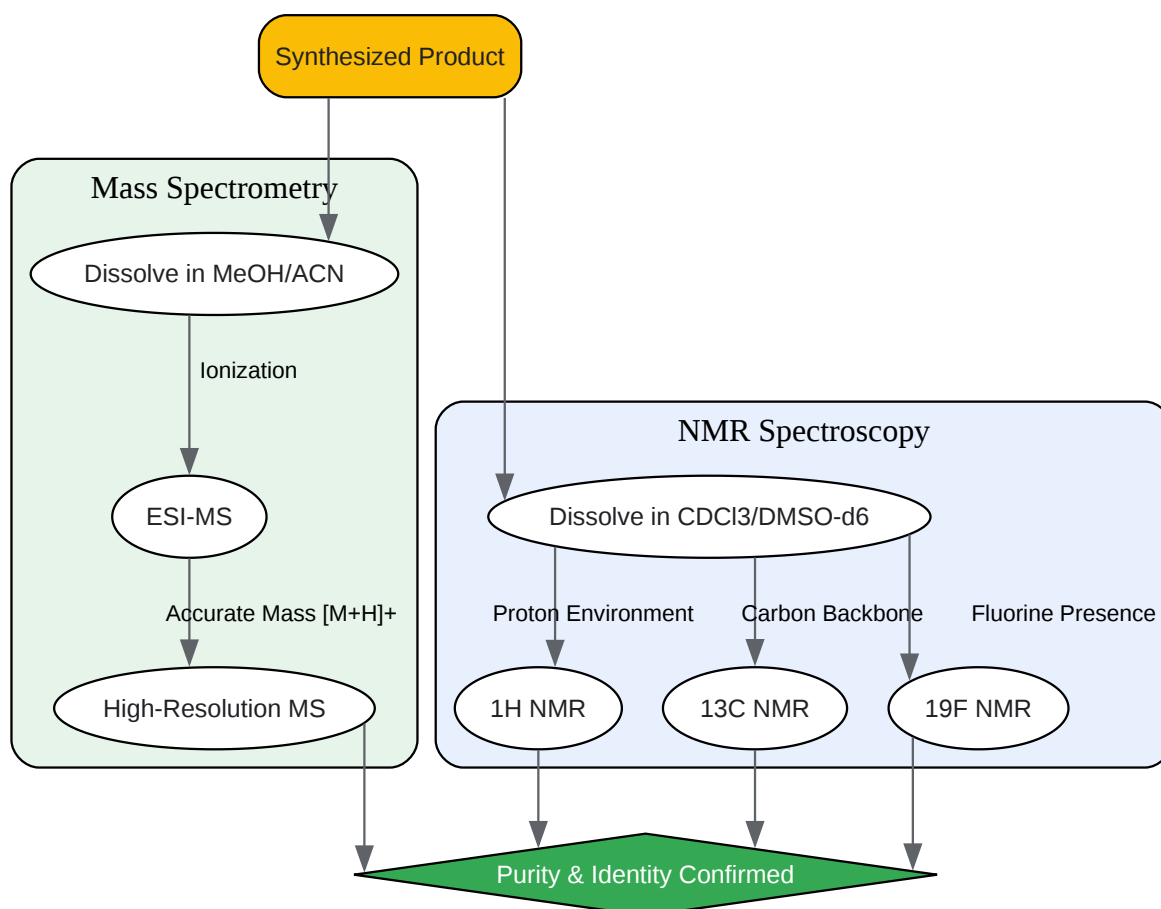 Synthesized Product
Mass Spectrometry
Dissolve in MeOH/ACN
Ionization
NMR Spectroscopy
ESI-MS
Dissolve in CDCl3/DMSO-d6
Accurate Mass [M+H]+
Proton Environment
Carbon Backbone
Fluorine Presence
High-Resolution MS
1H NMR
13C NMR
19F NMR
Purity & Identity Confirmed